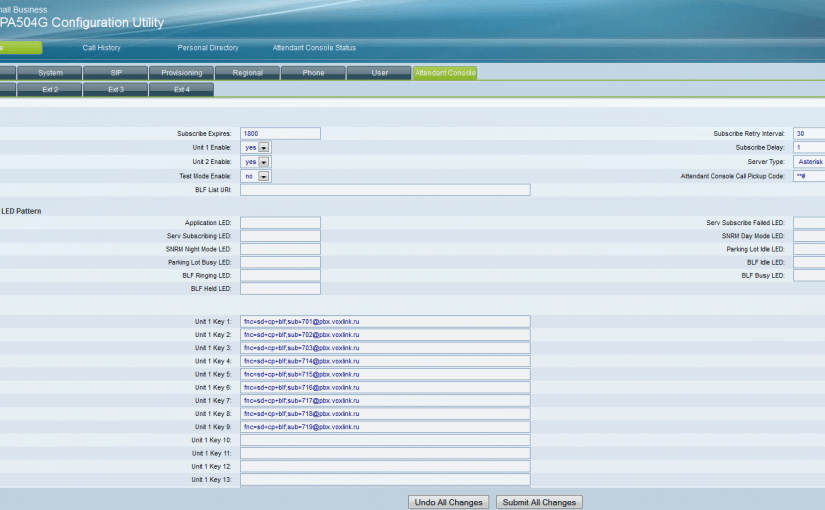 nall Business
PA504G Configuration Utility
e Call History Personal Directory Attendant Console Status
System SIP Provisioning Regional Phone User Attendant Console
Ext 2 Ext 3 Ext 4
Subscribe Expires: 1800 Subscribe Retry Interval: 30
Unit 1 Enable: yes Subscribe Delay: 1
Unit 2 Enable: yes Server Type: Asterisk
Test Mode Enable: no Attendant Console Call Pickup Code: **#
BLF List URI:
LED Pattern
Application LED: Serv Subscribe Failed LED:
Serv Subscribing LED: SNRM Day Mode LED:
SNRM Night Mode LED: Parking Lot Idle LED:
Parking Lot Busy LED: BLF Idle LED:
BLF Ringing LED: BLF Busy LED:
BLF Held LED:
Unit 1 Key 1: fnc=sd+cp+blf;sub=701@pbx.voxlink.ru
Unit 1 Key 2: fnc=sd+cp+blf;sub=702@pbx.voxlink.ru
Unit 1 Key 3: fnc=sd+cp+blf;sub=703@pbx.voxlink.ru
Unit 1 Key 4: fnc=sd+cp+blf;sub=714@pbx.voxlink.ru
Unit 1 Key 5: fnc=sd+cp+blf;sub=715@pbx.voxlink.ru
Unit 1 Key 6: fnc=sd+cp+blf;sub=716@pbx.voxlink.ru
Unit 1 Key 7: fnc=sd+cp+blf;sub=717@pbx.voxlink.ru
Unit 1 Key 8: fnc=sd+cp+blf;sub=718@pbx.voxlink.ru
Unit 1 Key 9: fnc=sd+cp+blf;sub=719@pbx.voxlink.ru
Unit 1 Key 10:
Unit 1 Key 11:
Unit 1 Key 12:
Unit 1 Key 13:
Undo All Changes Submit All Changes